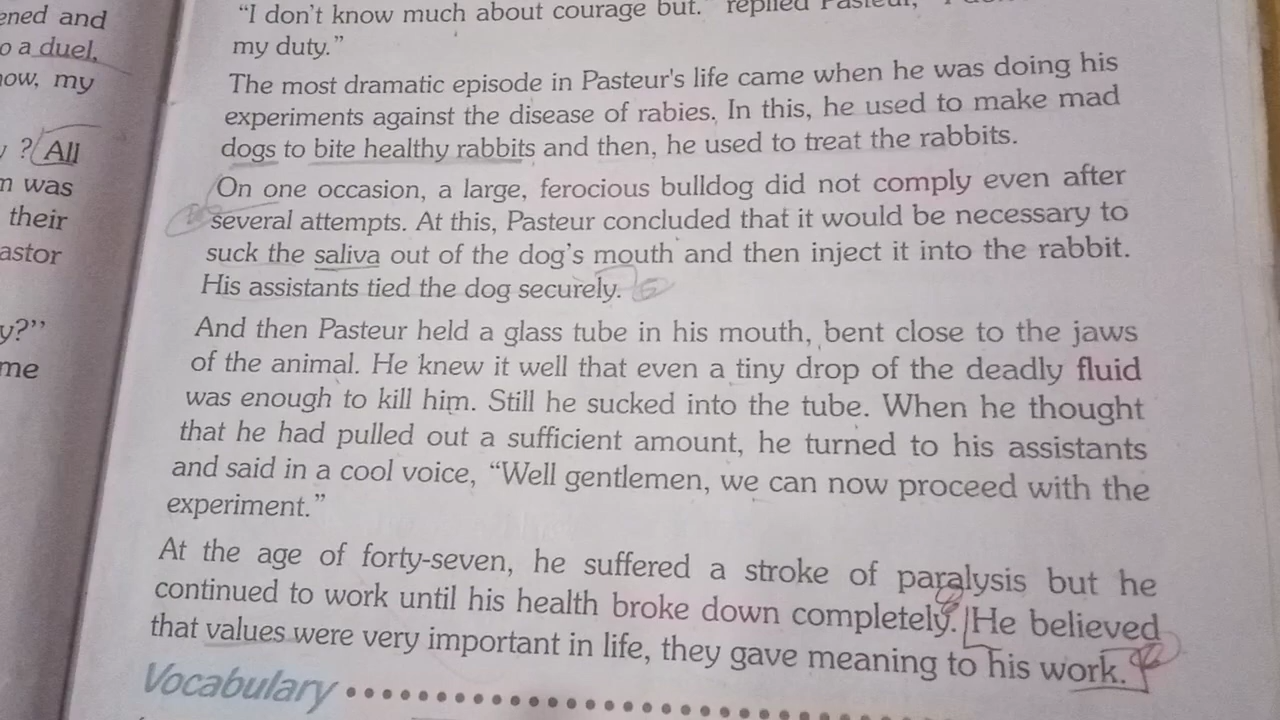 ened and
o a duel,
now, my
? All
was
their
astor
y?”
me
“I don’t know much about courage but.” replied Pasteur,
my duty.”
The most dramatic episode in Pasteur's life came when he was doing his
experiments against the disease of rabies. In this, he used to make mad
dogs to bite healthy rabbits and then, he used to treat the rabbits.
On one occasion, a large, ferocious bulldog did not comply even after
several attempts. At this, Pasteur concluded that it would be necessary to
suck the saliva out of the dog’s mouth and then inject it into the rabbit.
His assistants tied the dog securely.
And then Pasteur held a glass tube in his mouth, bent close to the jaws
of the animal. He knew it well that even a tiny drop of the deadly fluid
was enough to kill him. Still he sucked into the tube. When he thought
that he had pulled out a sufficient amount, he turned to his assistants
and said in a cool voice, “Well gentlemen, we can now proceed with the
experiment.”
At the age of forty-seven, he suffered a stroke of paralysis but he
continued to work until his health broke down completely. He believed
that values were very important in life, they gave meaning to his work.
Vocabulary